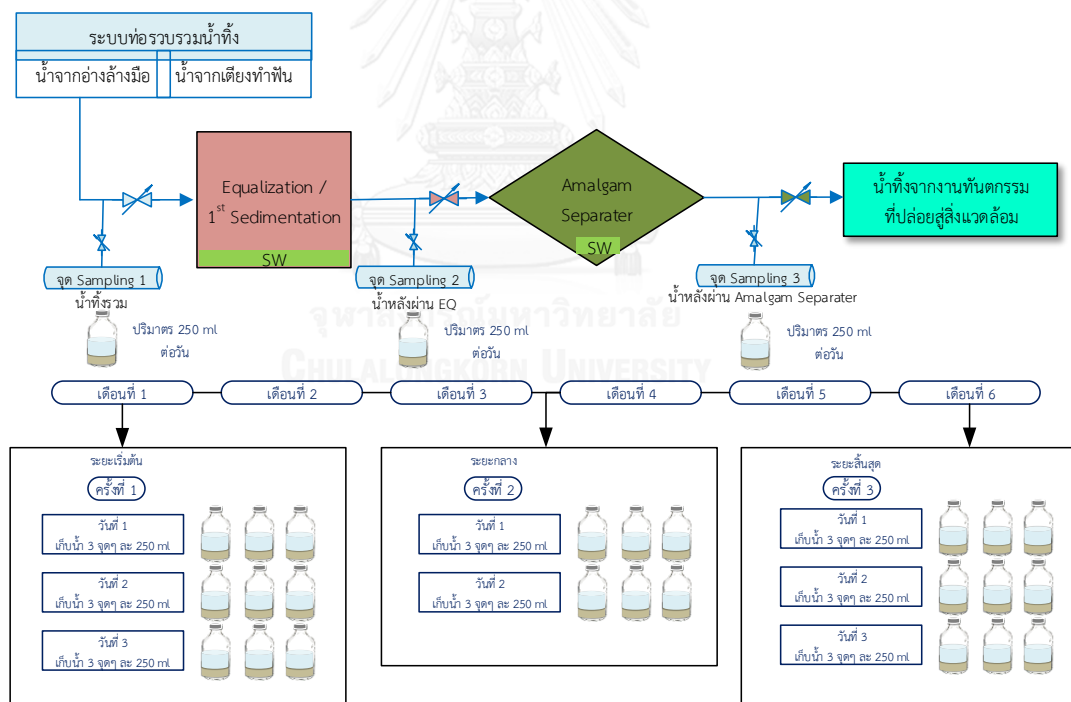 ระบบท่อรวบรวมน้ำทิ้ง
น้ำจากอ่างล้างมือ
น้ำจากเตียงทำฟัน
Equalization /
1st Sedimentation
SW
Amalgam
Separater
SW
น้ำทิ้งจากงานทันตกรรม
ที่ปล่อยสู่สิ่งแวดล้อม
จุด Sampling 1
น้ำทิ้งรวม
จุด Sampling 2
น้ำหลังผ่าน EQ
จุด Sampling 3
น้ำหลังผ่าน Amalgam Separater
ปริมาตร 250 ml
ต่อวัน
ปริมาตร 250 ml
ต่อวัน
ปริมาตร 250 ml
ต่อวัน
จุฬาลงกรณ์มหาวิทยาลัย
CHULALONGKORN UNIVERSITY
เดือนที่ 1
เดือนที่ 2
เดือนที่ 3
เดือนที่ 4
เดือนที่ 5
เดือนที่ 6
ระยะเริ่มต้น
ครั้งที่ 1
วันที่ 1
เก็บน้ำ 3 จุดๆ ละ 250 ml
วันที่ 2
เก็บน้ำ 3 จุดๆ ละ 250 ml
วันที่ 3
เก็บน้ำ 3 จุดๆ ละ 250 ml
ระยะกลาง
ครั้งที่ 2
วันที่ 1
เก็บน้ำ 3 จุดๆ ละ 250 ml
วันที่ 2
เก็บน้ำ 3 จุดๆ ละ 250 ml
ระยะสิ้นสุด
ครั้งที่ 3
วันที่ 1
เก็บน้ำ 3 จุดๆ ละ 250 ml
วันที่ 2
เก็บน้ำ 3 จุดๆ ละ 250 ml
วันที่ 3
เก็บน้ำ 3 จุดๆ ละ 250 ml